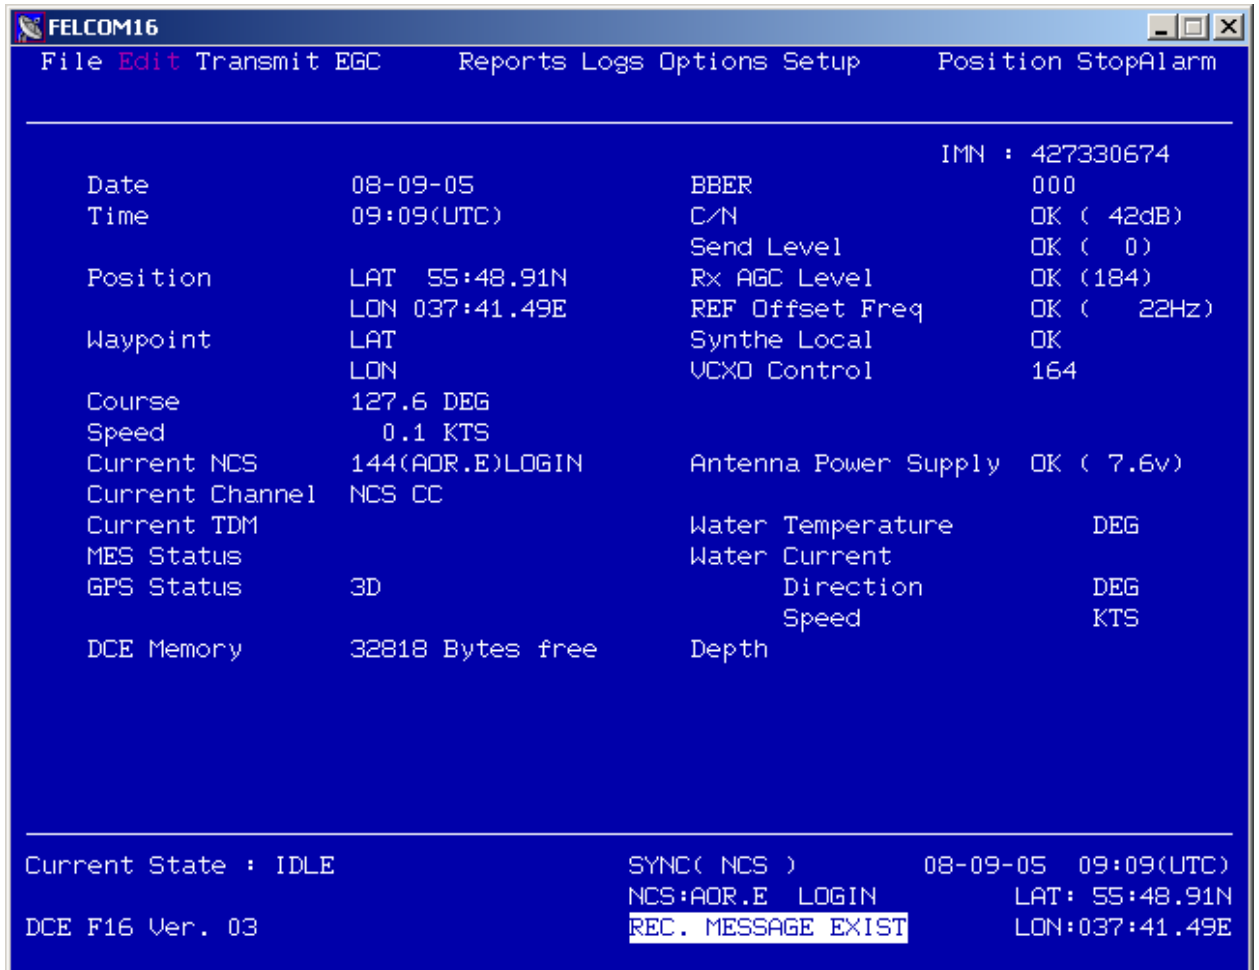 FELCOM16
File Edit Transmit EGC Reports Logs Options Setup Position StopAlarm
IMN : 427330674
Date 08-09-05 BBER 000
Time 09:09(UTC) C/N OK ( 42dB)
Send Level OK ( 0)
Position LAT 55:48.91N Rx AGC Level OK (184)
LON 037:41.49E REF Offset Freq OK ( 22Hz)
Waypoint LAT Synthe Local OK
LON VCXO Control 164
Course 127.6 DEG
Speed 0.1 KTS
Current NCS 144(AOR.E)LOGIN Antenna Power Supply OK ( 7.6v)
Current Channel NCS CC
Current TDM Water Temperature DEG
MES Status Water Current
GPS Status 3D Direction DEG
Speed KTS
DCE Memory 32818 Bytes free Depth
Current State : IDLE SYNC( NCS ) 08-09-05 09:09(UTC)
NCS:AOR.E LOGIN LAT: 55:48.91N
DCE F16 Ver. 03 REC. MESSAGE EXIST LON:037:41.49E